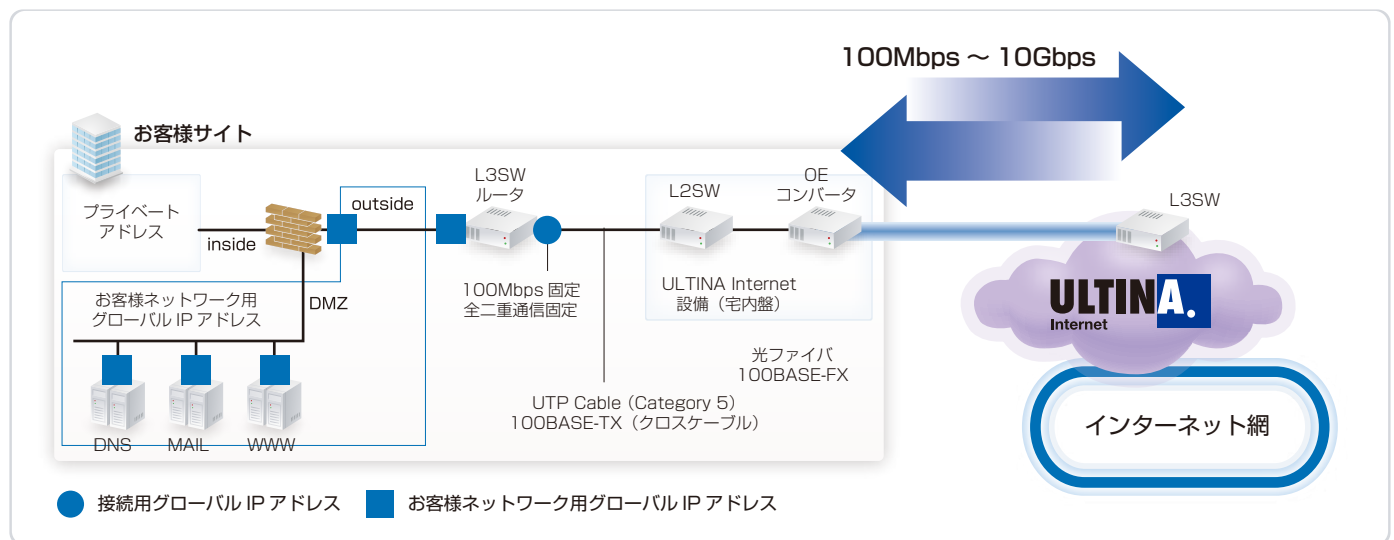 100Mbps ～ 10Gbps
お客様サイト
プライベート
アドレス
inside
outside
L3SW
ルータ
L2SW
OE
コンバータ
L3SW
DMZ
お客様ネットワーク用
グローバル IP アドレス
100Mbps 固定
全二重通信固定
ULTINA Internet
設備（宅内盤）
ULTINA.
Internet
光ファイバ
100BASE-FX
UTP Cable（Category 5）
100BASE-TX（クロスケーブル）
DNS
MAIL
WWW
インターネット網
接続用グローバル IP アドレス
お客様ネットワーク用グローバル IP アドレス